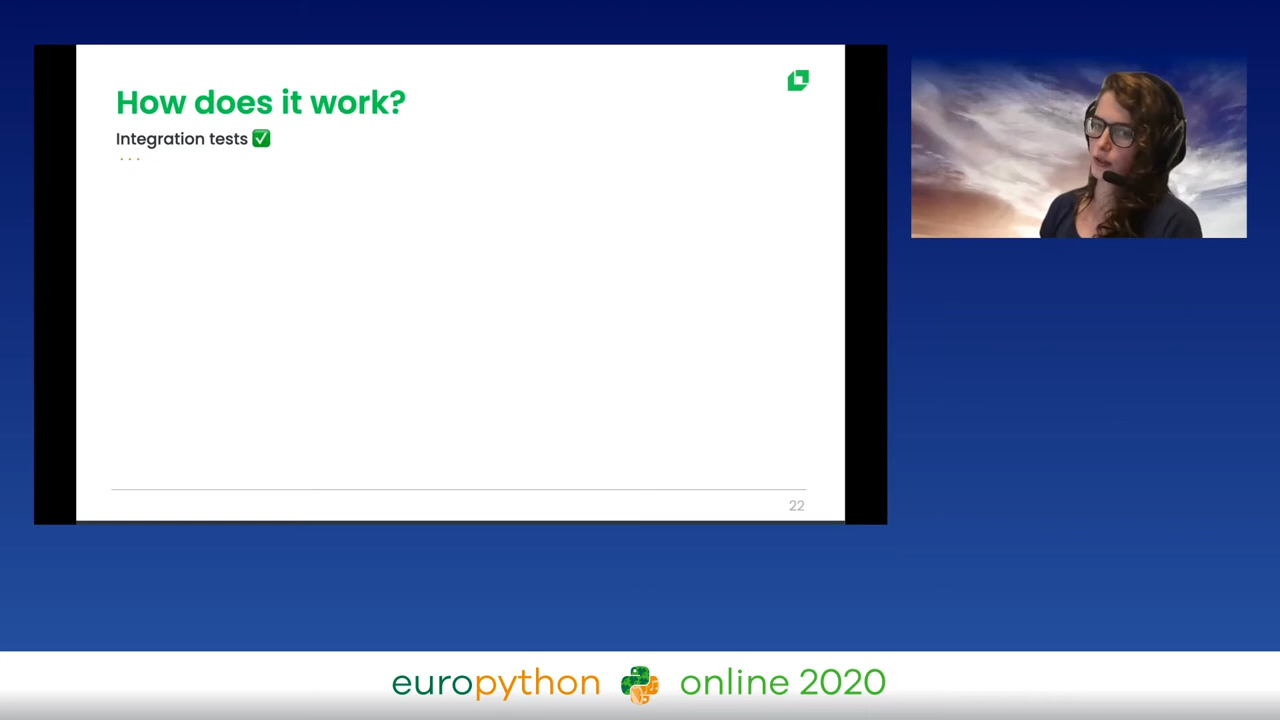 How does it work?
Integration tests ✅
...
22
europython online 2020